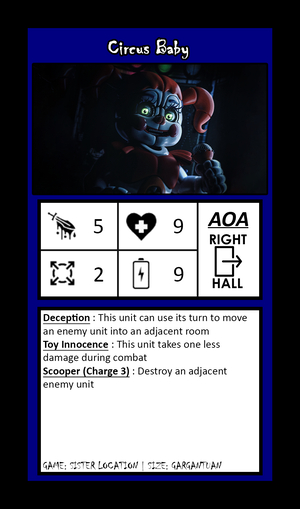 Circus Baby
5 9 AOA
RIGHT
2 9 HALL
Deception : This unit can use its turn to move
an enemy unit into an adjacent room
Toy Innocence : This unit takes one less
damage during combat
Scooper (Charge 3) : Destroy an adjacent
enemy unit
GAME: SISTER LOCATION | SIZE: GARGANTUAN